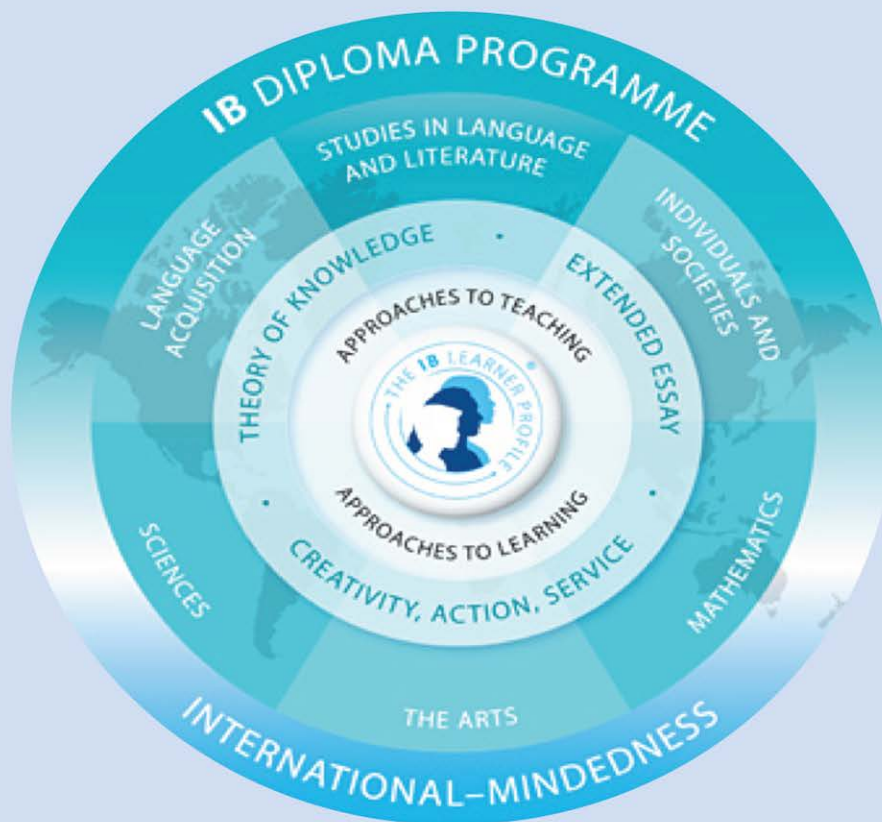 IB DIPLOMA PROGRAMME
STUDIES IN LANGUAGE
AND LITERATURE
LANGUAGE
ACQUISITION
INDIVIDUALS AND
SOCIETIES
THEORY OF KNOWLEDGE
EXTENDED ESSAY
APPROACHES TO TEACHING
THE IB LEARNER PROFILE®
APPROACHES TO LEARNING
CREATIVITY, ACTION, SERVICE
SCIENCES
MATHEMATICS
THE ARTS
INTERNATIONAL–MINDEDNESS